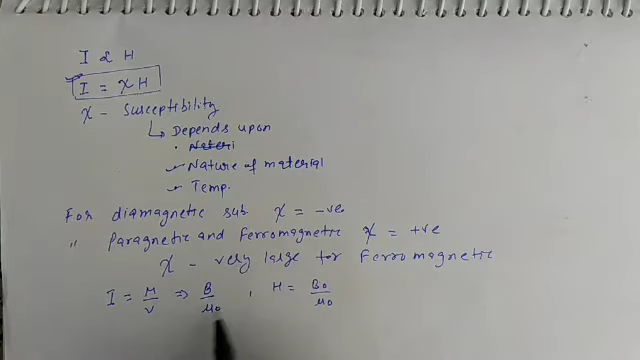 I ∝ H
I = χH
χ - Susceptibility
↳ Depends upon
• Nateri
✓ Nature of material
✓ Temp.
For diamagnetic sub χ = -ve
" Paragnetic and Ferromagnetic χ = +ve
χ - very large for Ferromagnetic
I = M/V ⇒ B/μ₀ , H = B₀/μ₀